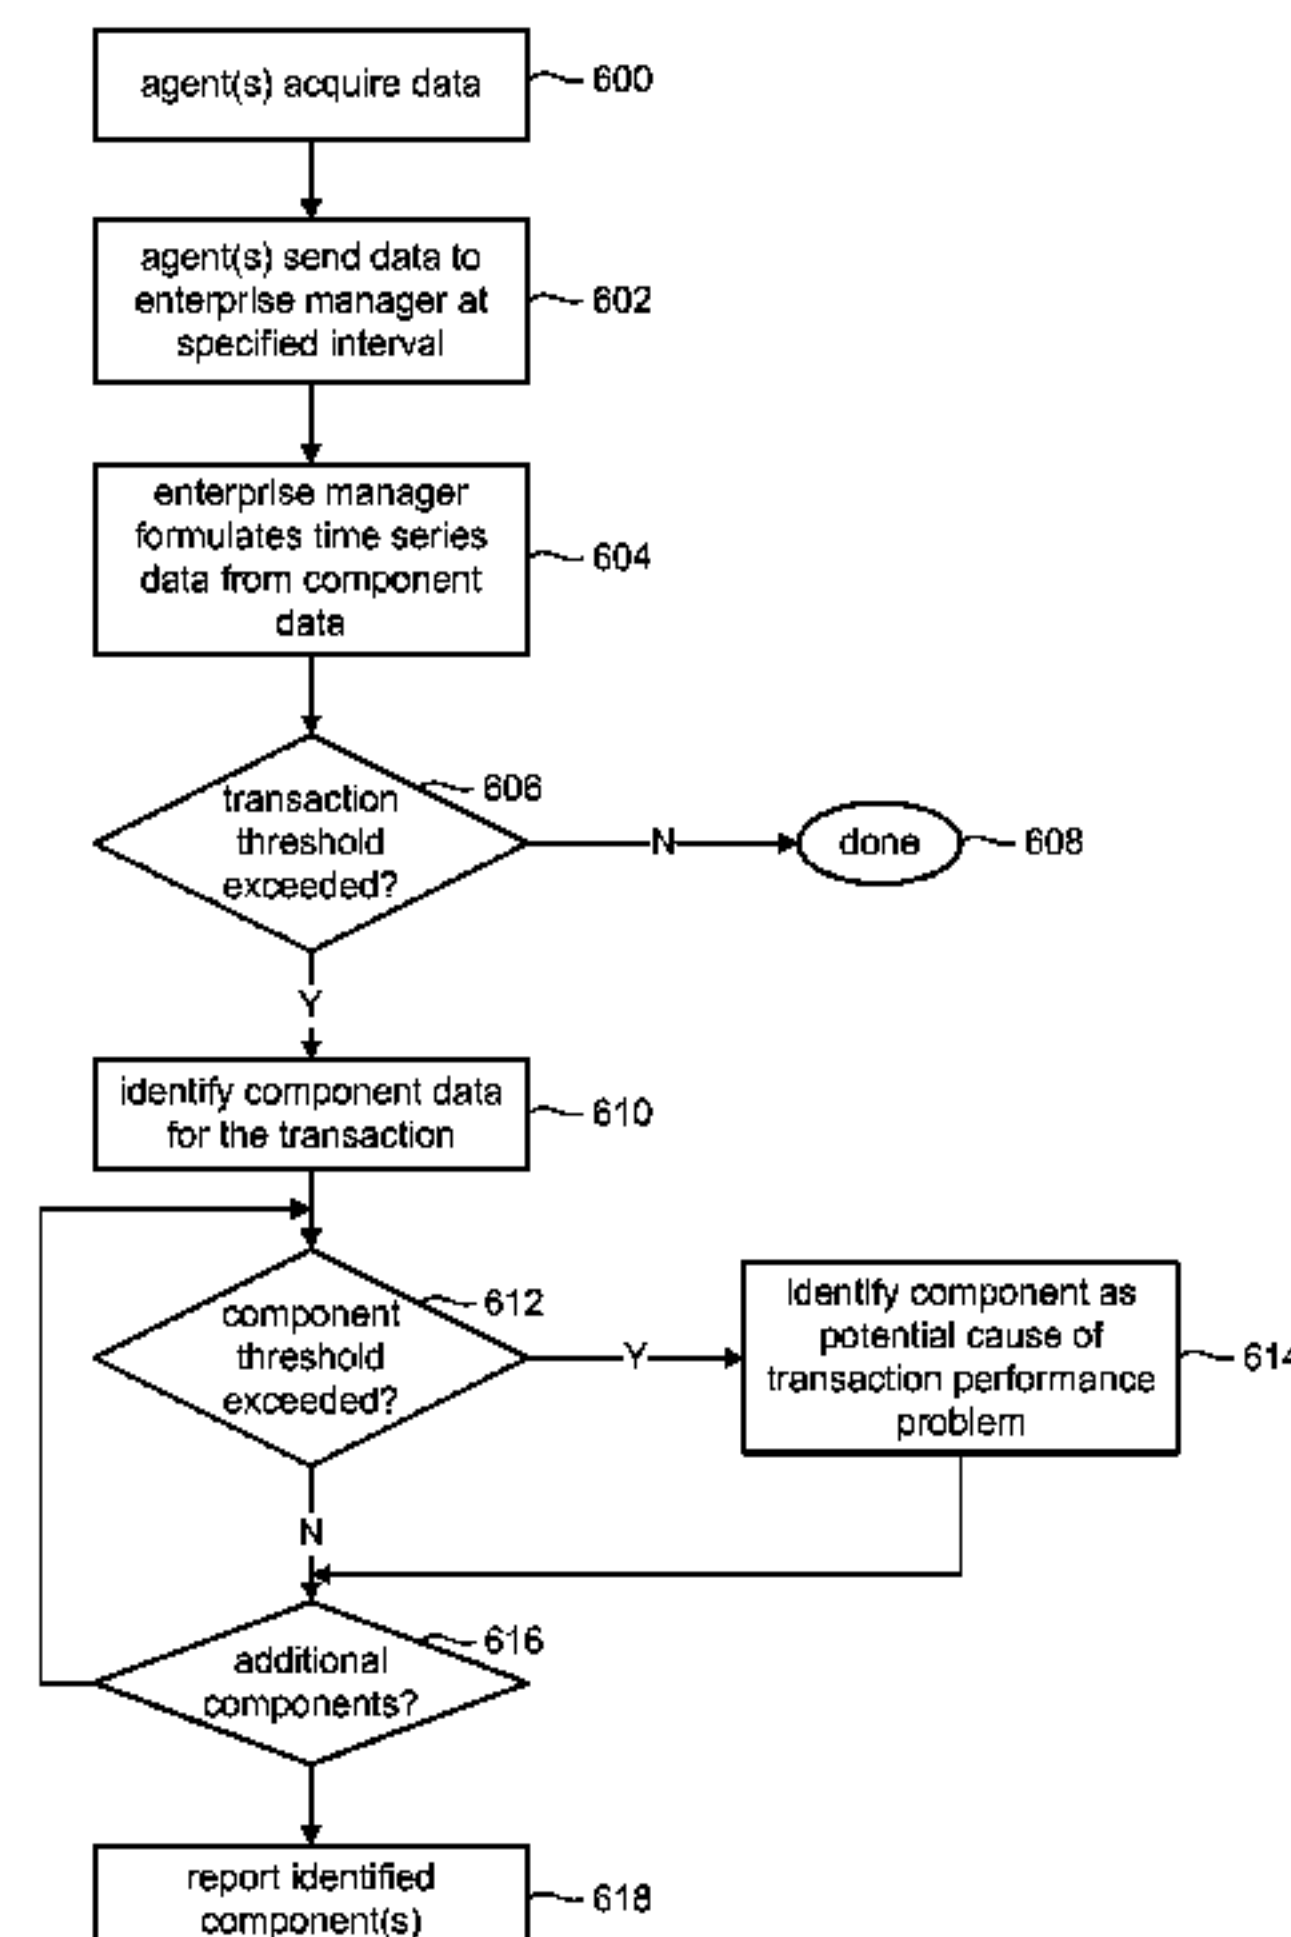 agent(s) acquire data
600
agent(s) send data to
enterprise manager at
specified interval
602
enterprise manager
formulates time series
data from component
data
604
transaction
threshold
exceeded?
606
N
done
608
Y
identify component data
for the transaction
610
component
threshold
exceeded?
612
Y
identify component as
potential cause of
transaction performance
problem
614
N
additional
components?
616
report identified
component(s)
618